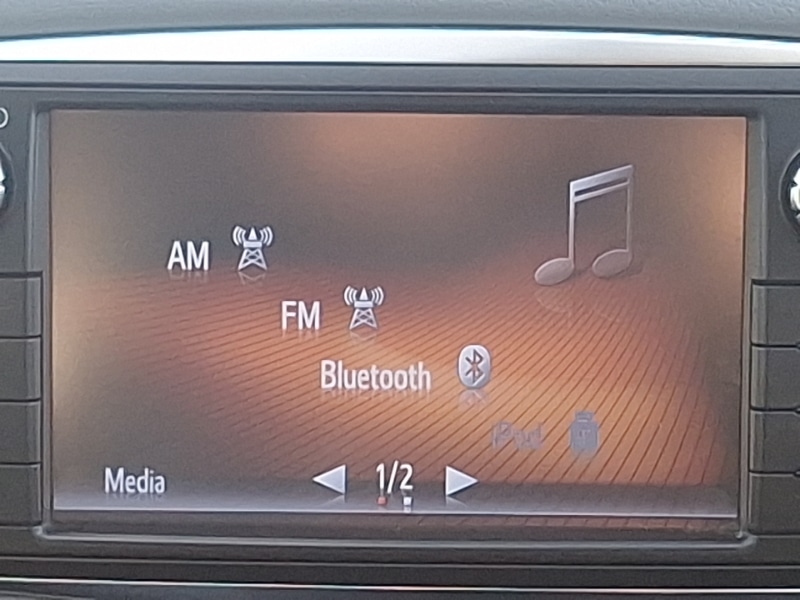 AM
FM
Bluetooth
iPod
Media
1/2